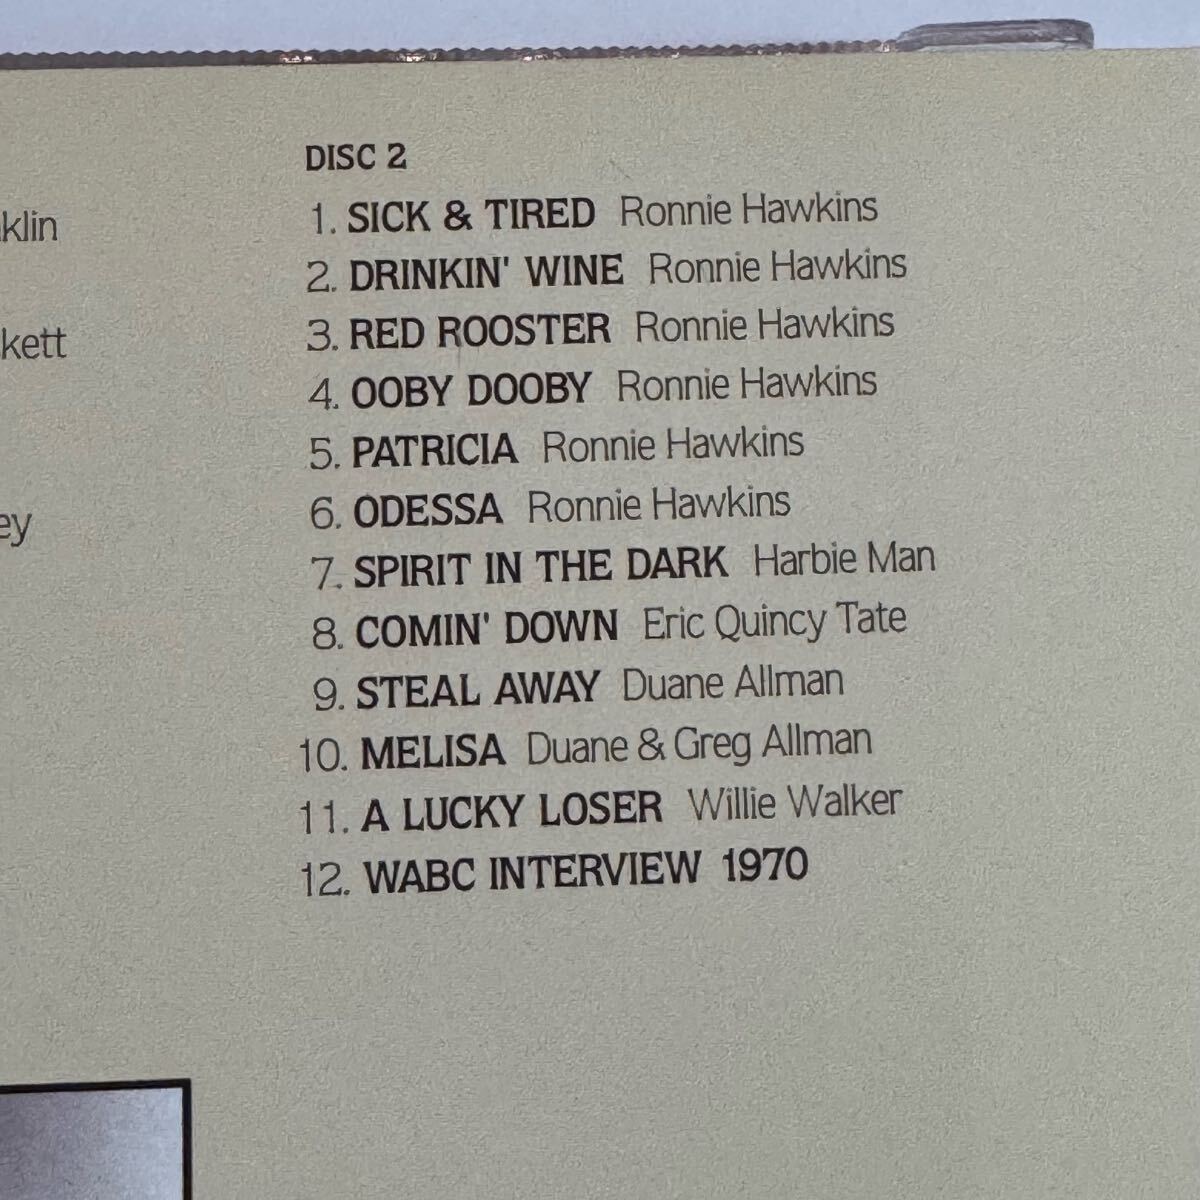 DISC 2
1. SICK & TIRED Ronnie Hawkins
2. DRINKIN' WINE Ronnie Hawkins
3. RED ROOSTER Ronnie Hawkins
4. OOBY DOOBY Ronnie Hawkins
5. PATRICIA Ronnie Hawkins
6. ODESSA Ronnie Hawkins
7. SPIRIT IN THE DARK Harbie Man
8. COMIN' DOWN Eric Quincy Tate
9. STEAL AWAY Duane Allman
10. MELISA Duane & Greg Allman
11. A LUCKY LOSER Willie Walker
12. WABC INTERVIEW 1970